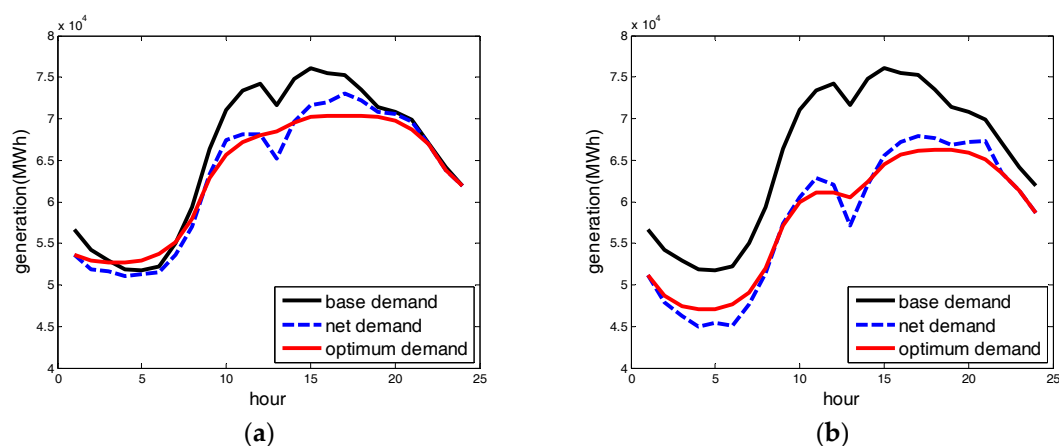 x 10⁴
8
7.5
7
6.5
6
5.5
5
4.5
4
generation(MWh)
0 5 10 15 20 25
hour
base demand
net demand
optimum demand
(a)
x 10⁴
8
7.5
7
6.5
6
5.5
5
4.5
4
generation(MWh)
0 5 10 15 20 25
hour
base demand
net demand
optimum demand
(b)